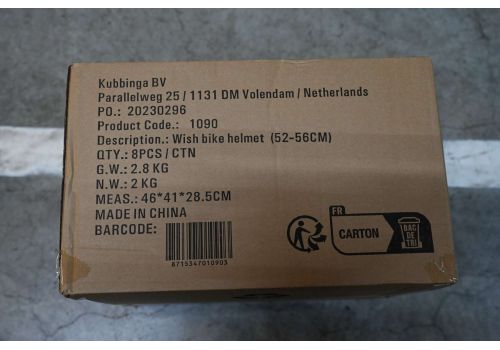 Kubbinga BV
Parallelweg 25 / 1131 DM Volendam / Netherlands
PO.: 20230296
Product Code.: 1090
Description.: Wish bike helmet (52-56CM)
QTY.: 8PCS / CTN
G.W.: 2.8 KG
N.W.: 2 KG
MEAS.: 46*41*28.5CM
MADE IN CHINA
BARCODE:
8715347010903
FR
CARTON
BAC
DE
TRI